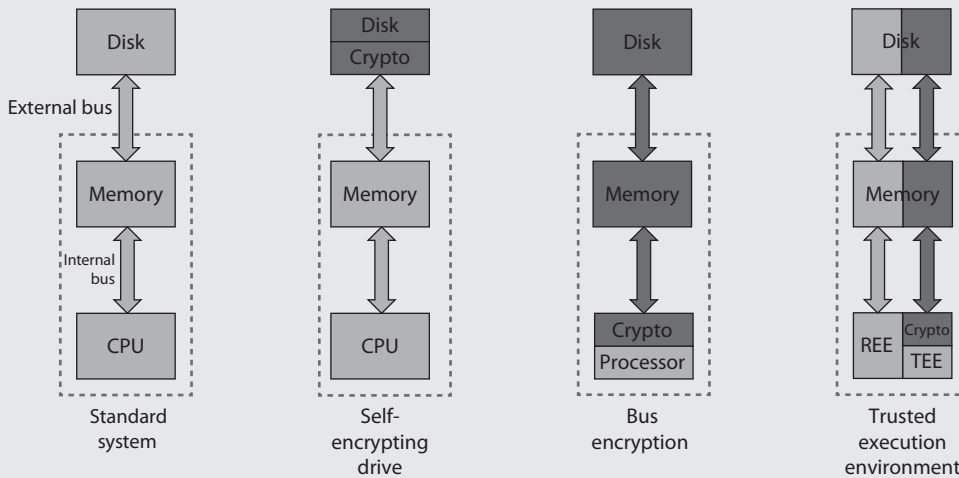 Disk
External bus
Memory
Internal
bus
CPU
Standard
system
Disk
Crypto
Memory
CPU
Self-
encrypting
drive
Disk
Memory
Crypto
Processor
Bus
encryption
Disk
Memory
REE
Crypto
TEE
Trusted
execution
environment